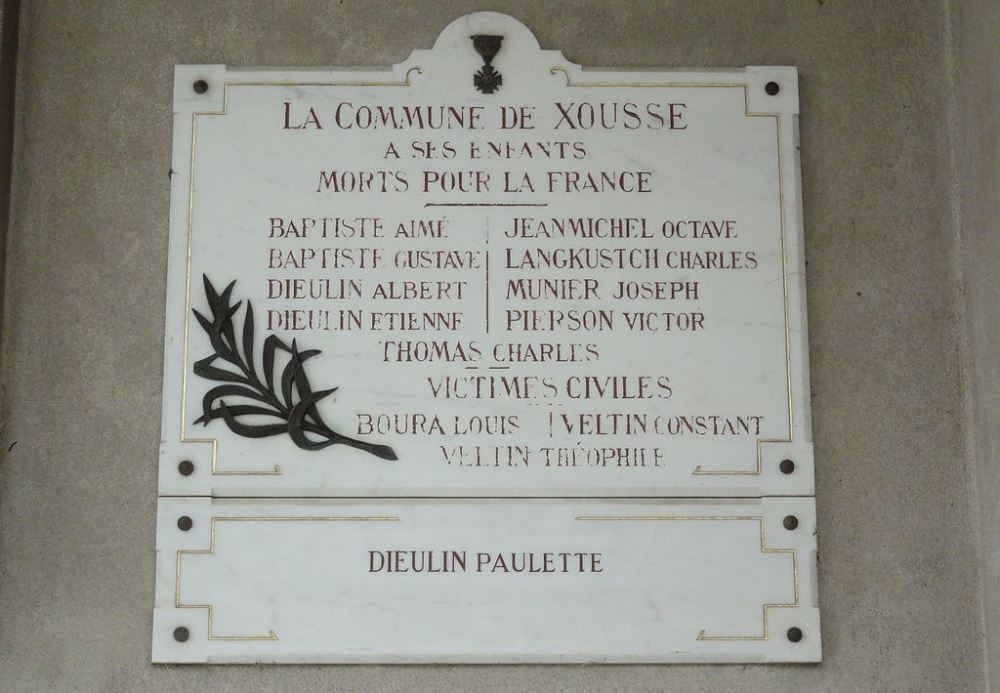 LA COMMUNE DE XOUSSE
A SES ENFANTS
MORTS POUR LA FRANCE
BAPTISTE AIMÉ
BAPTISTE GUSTAVE
DIEULIN ALBERT
DIEULIN ETIENNE
JEANMICHEL OCTAVE
LANGKUSTCH CHARLES
MUNIER JOSEPH
PIERSON VICTOR
THOMAS CHARLES
VICTIMES CIVILES
BOURA LOUIS VELTIN CONSTANT
VELTIN THÉOPHILE
DIEULIN PAULETTE